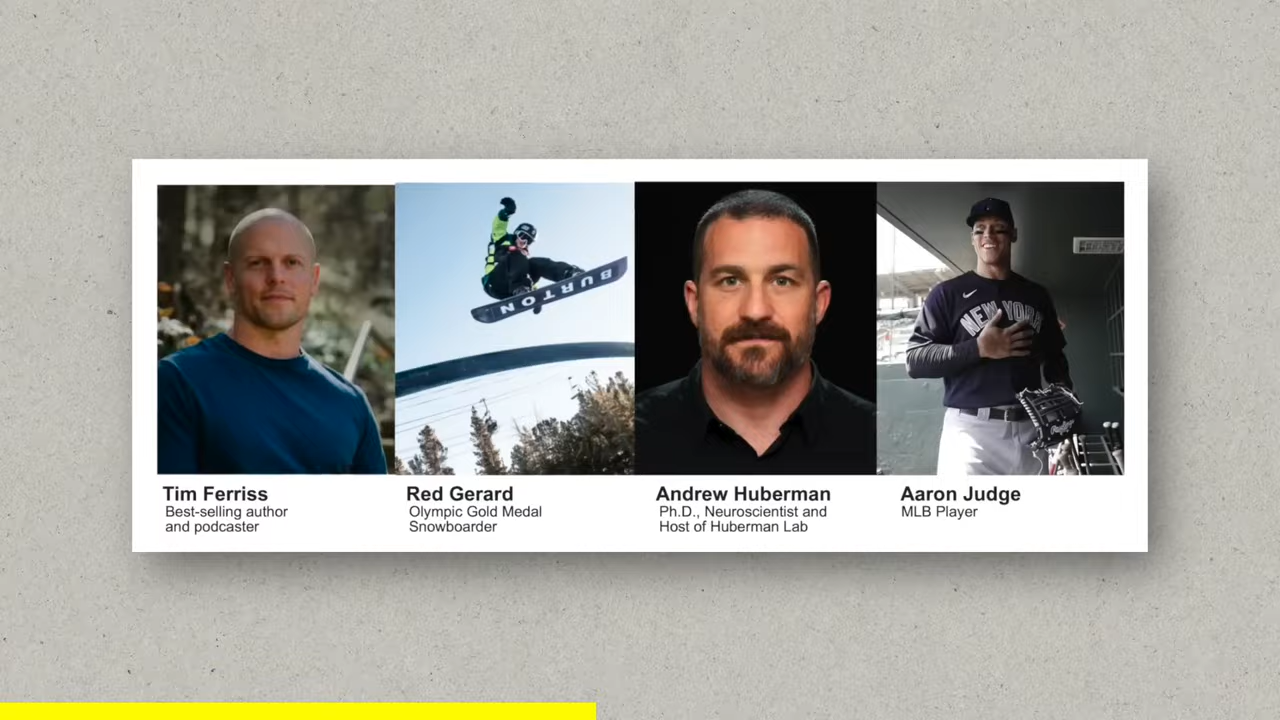 BURTON
NEW YORK
Tim Ferriss
Best-selling author
and podcaster
Red Gerard
Olympic Gold Medal
Snowboarder
Andrew Huberman
Ph.D., Neuroscientist and
Host of Huberman Lab
Aaron Judge
MLB Player